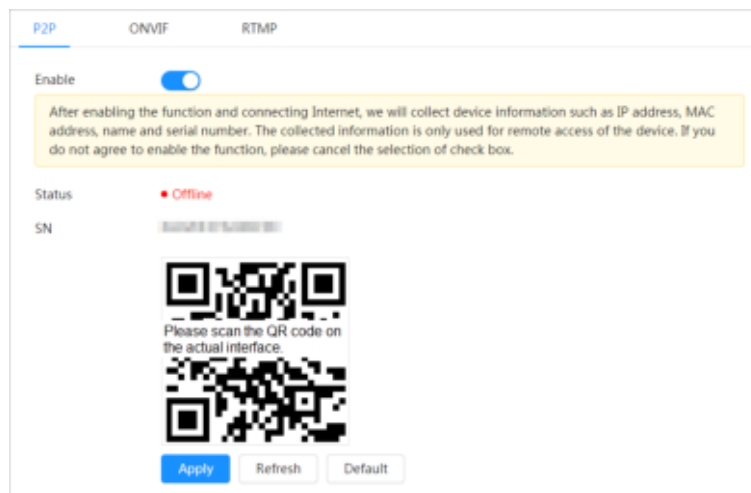 P2P ONVIF RTMP
Enable
After enabling the function and connecting Internet, we will collect device information such as IP address, MAC
address, name and serial number. The collected information is only used for remote access of the device. If you
do not agree to enable the function, please cancel the selection of check box.
Status Offline
SN
Please scan the QR code on
the actual interface.
Apply Refresh Default